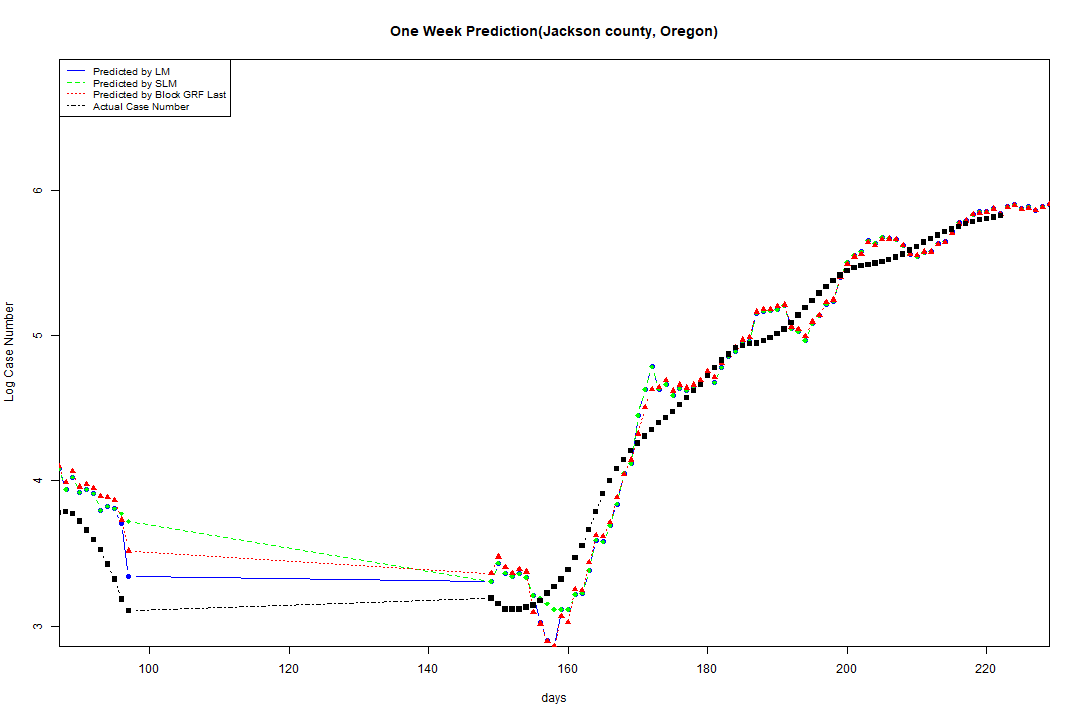 One Week Prediction(Jackson county, Oregon)
Predicted by LM
Predicted by SLM
Predicted by Block GRF Last
Actual Case Number
Log Case Number
6
5
4
3
100 120 140 160 180 200 220
days